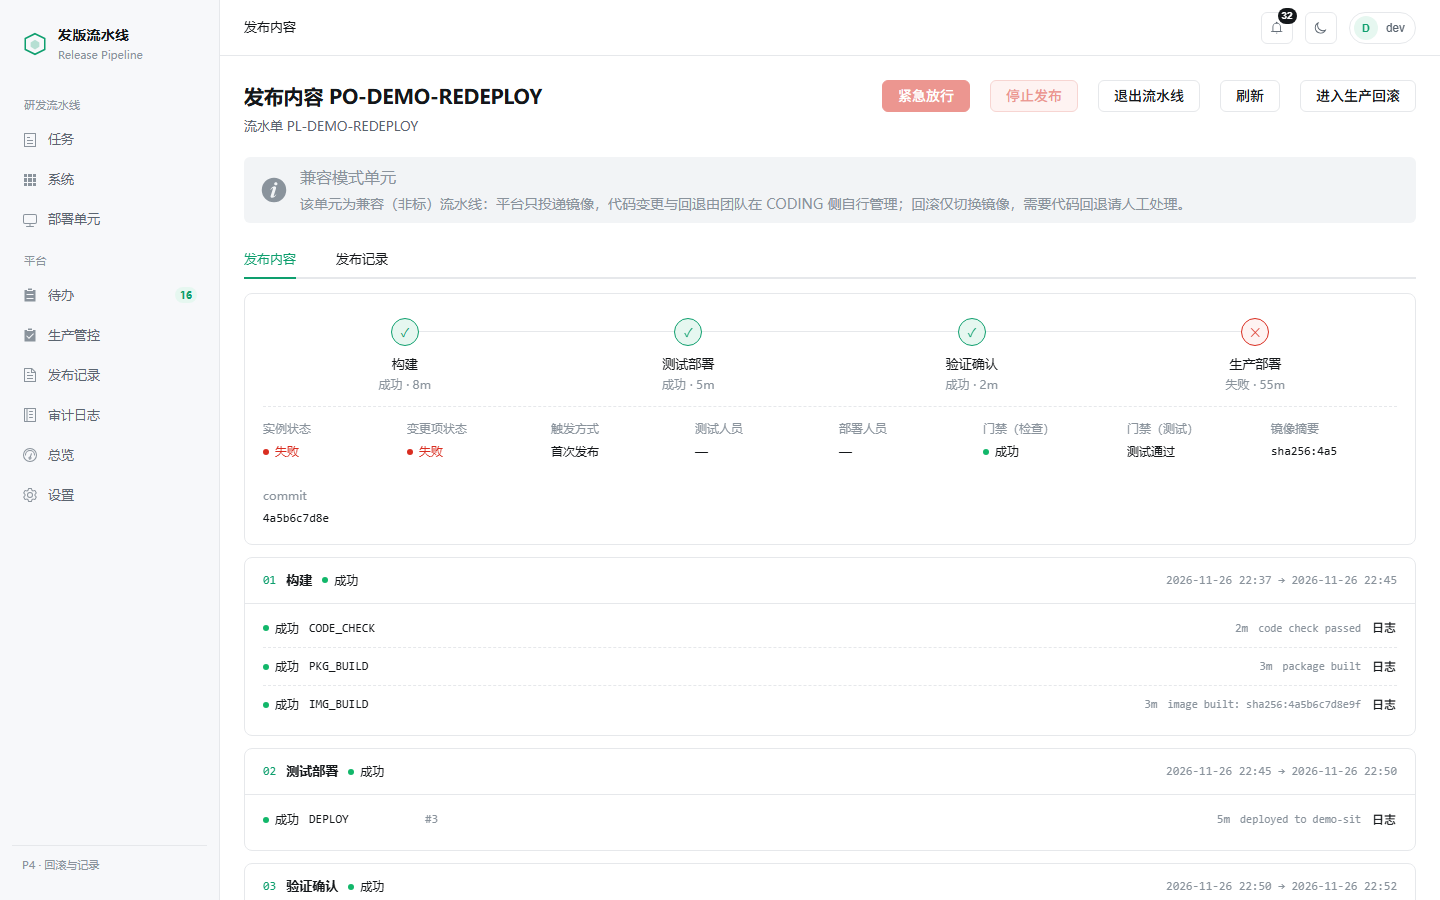 发版流水线
Release Pipeline
研发流水线
任务
系统
部署单元
平台
待办 16
生产管控
发布记录
审计日志
总览
设置
P4 · 回滚与记录
发布内容
32
D dev
发布内容 PO-DEMO-REDEPLOY
流水单 PL-DEMO-REDEPLOY
紧急放行 停止发布 退出流水线 刷新 进入生产回滚
兼容模式单元
该单元为兼容（非标）流水线：平台只投递镜像，代码变更与回退由团队在 CODING 侧自行管理；回滚仅切换镜像，需要代码回退请人工处理。
发布内容 发布记录
构建 测试部署 验证确认 生产部署
成功 · 8m 成功 · 5m 成功 · 2m 失败 · 55m
实例状态 变更项状态 触发方式 测试人员 部署人员 门禁（检查） 门禁（测试） 镜像摘要
失败 失败 首次发布 — — 成功 测试通过 sha256:4a5
commit
4a5b6c7d8e
01 构建 成功 2026-11-26 22:37 → 2026-11-26 22:45
成功 CODE_CHECK 2m code check passed 日志
成功 PKG_BUILD 3m package built 日志
成功 IMG_BUILD 3m image built: sha256:4a5b6c7d8e9f 日志
02 测试部署 成功 2026-11-26 22:45 → 2026-11-26 22:50
成功 DEPLOY #3 5m deployed to demo-sit 日志
03 验证确认 成功 2026-11-26 22:50 → 2026-11-26 22:52